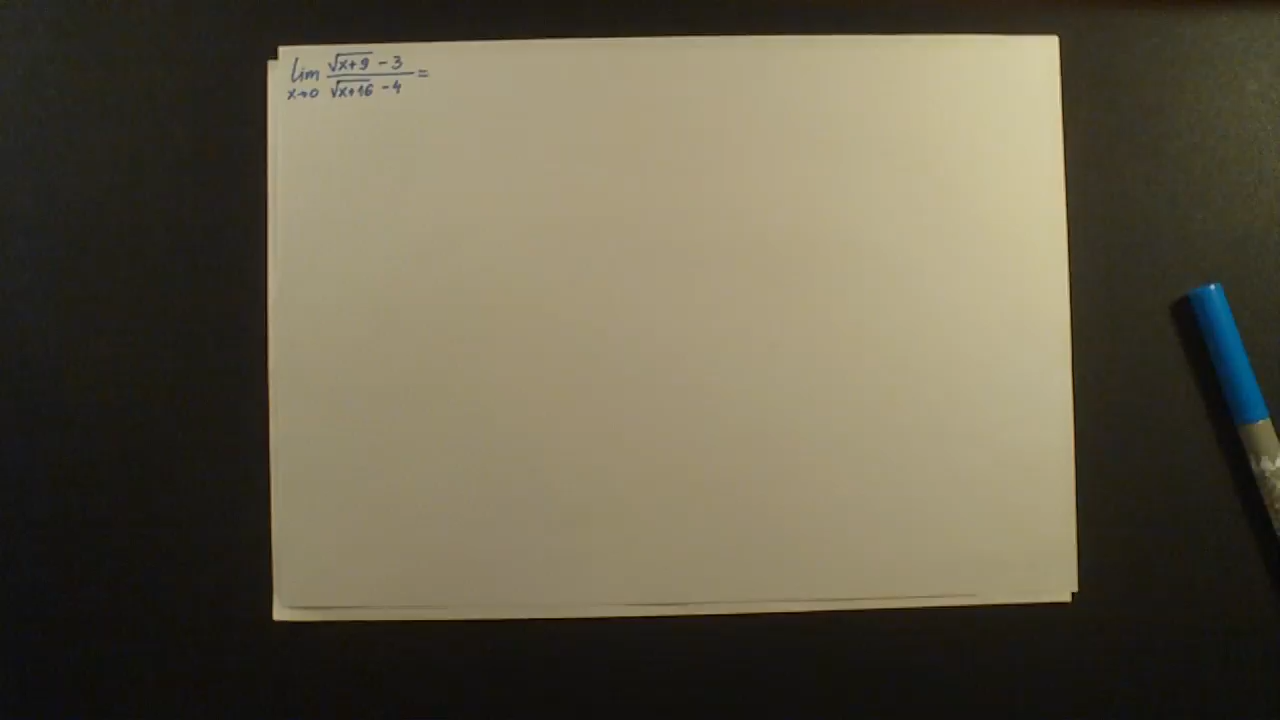 lim √x+9 - 3
x→0 √x+16 - 4 =